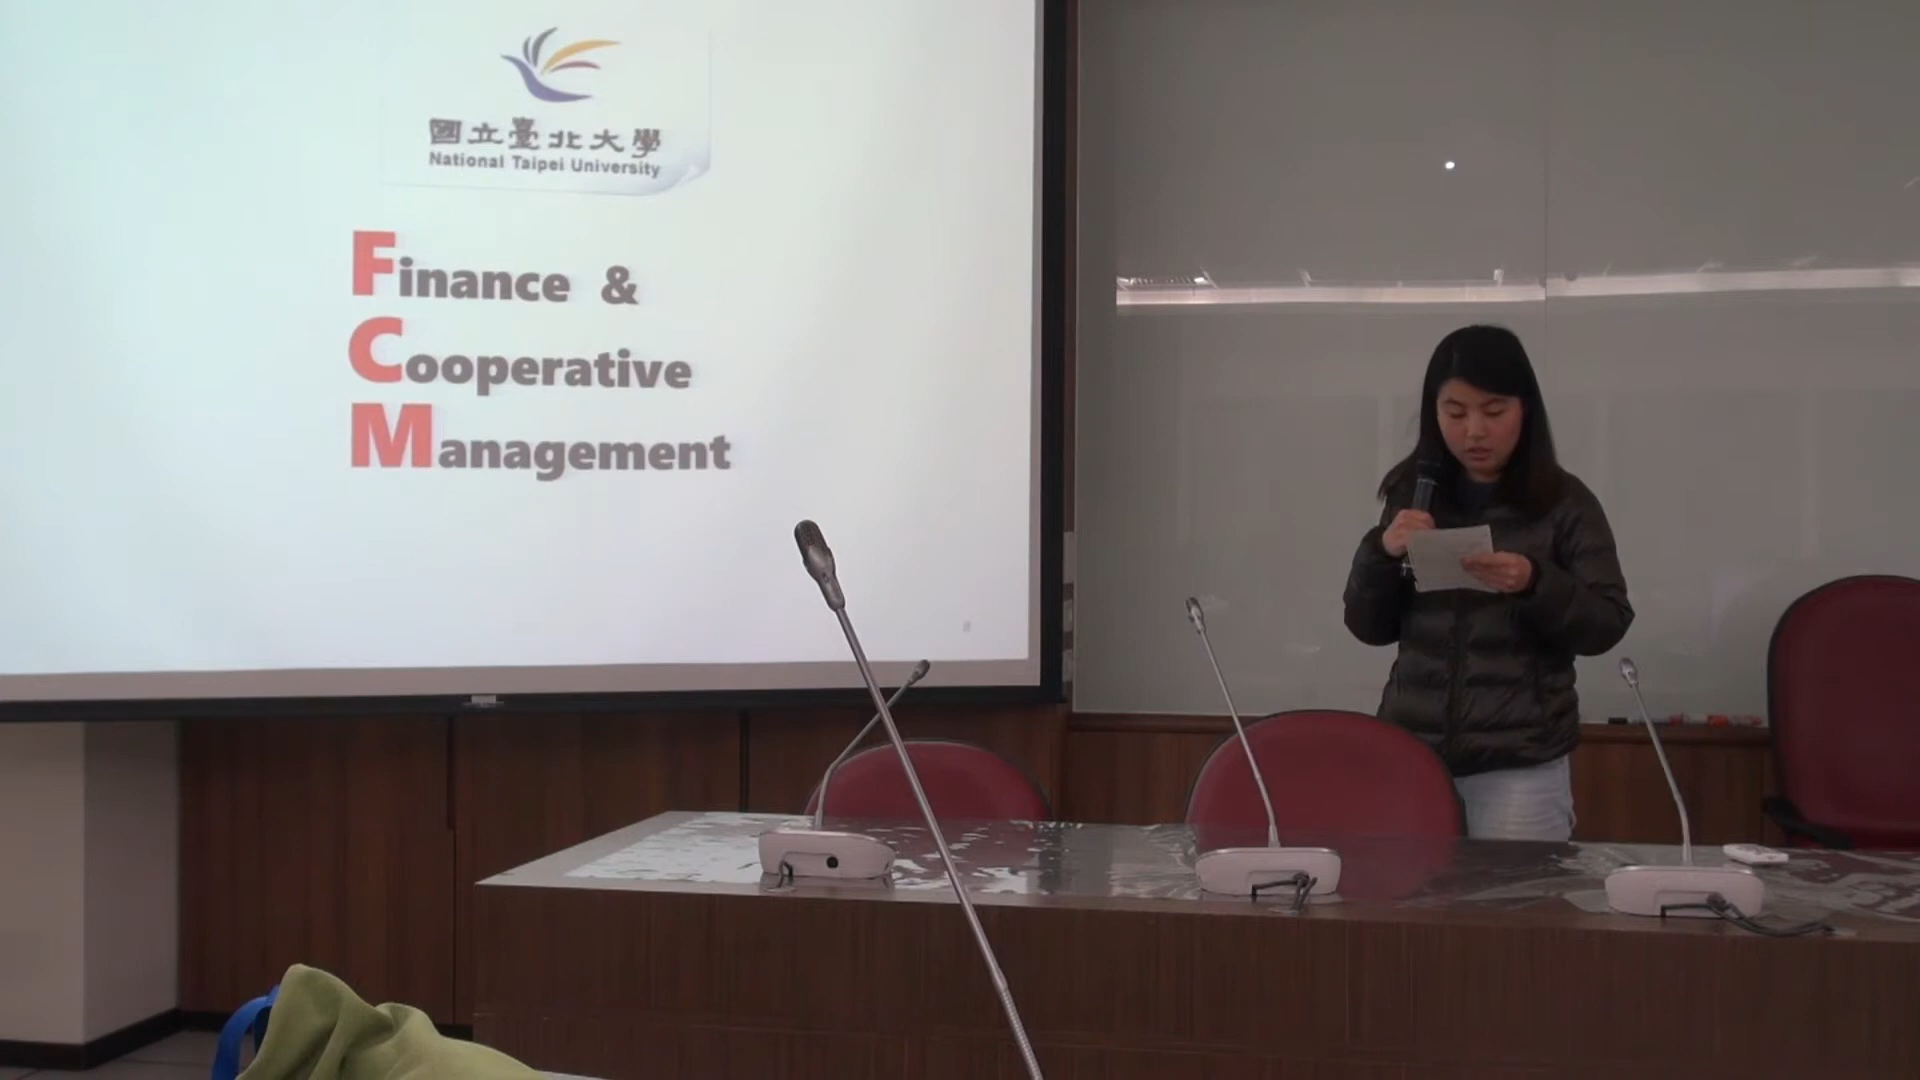 國立臺北大學
National Taipei University
Finance &
Cooperative
Management